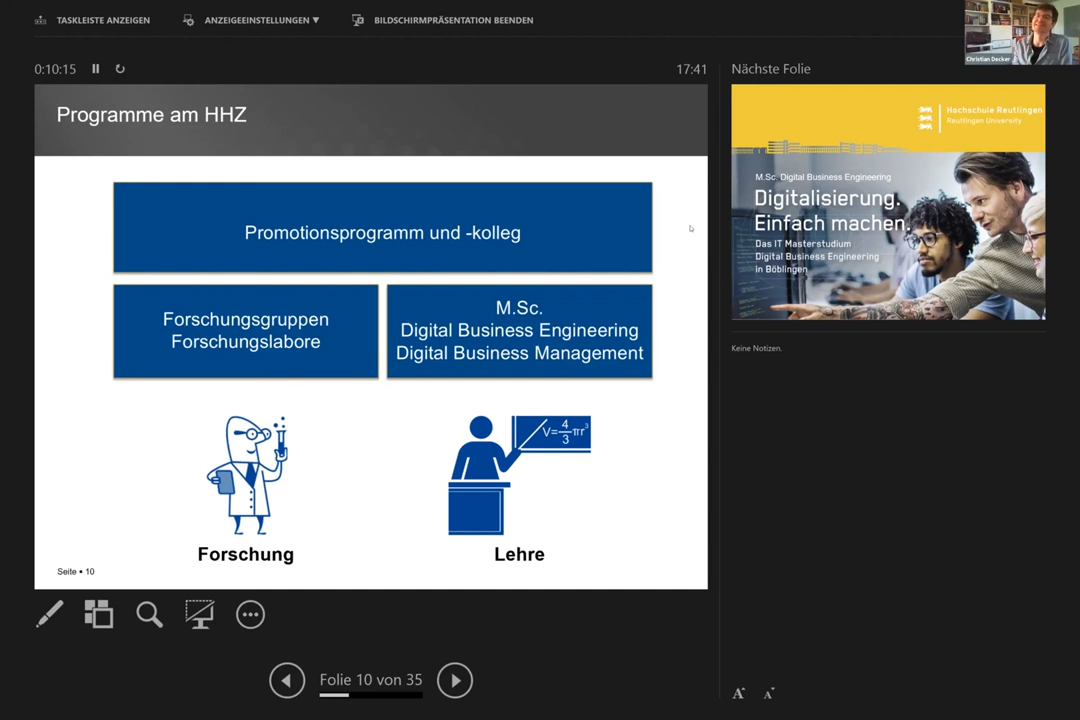 TASKLEISTE ANZEIGEN
ANZEIGEEINSTELLUNGEN ▼
BILDSCHIRMPRÄSENTATION BEENDEN
Christian Decker
0:10:15
17:41
Nächste Folie
Programme am HHZ
Promotionsprogramm und -kolleg
Forschungsgruppen
Forschungslabore
M.Sc.
Digital Business Engineering
Digital Business Management
V=4/3πr³
Forschung
Lehre
Seite ▪ 10
Hochschule Reutlingen
Reutlingen University
M.Sc. Digital Business Engineering
Digitalisierung.
Einfach machen.
Das IT Masterstudium
Digital Business Engineering
in Böblingen
Keine Notizen.
Folie 10 von 35
A A